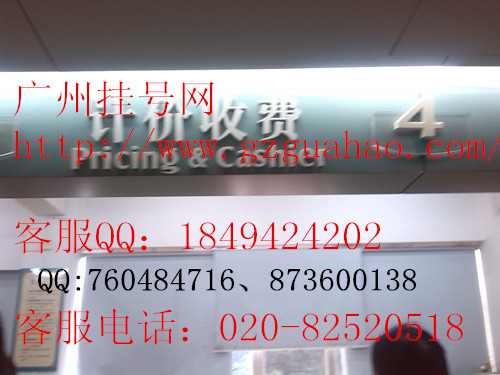 广州挂号网
计价收费 4
http://www.gzguahao.com/
Pricing & Cashier
客服QQ：1849424202
QQ:760484716、873600138
客服电话：020-82520518